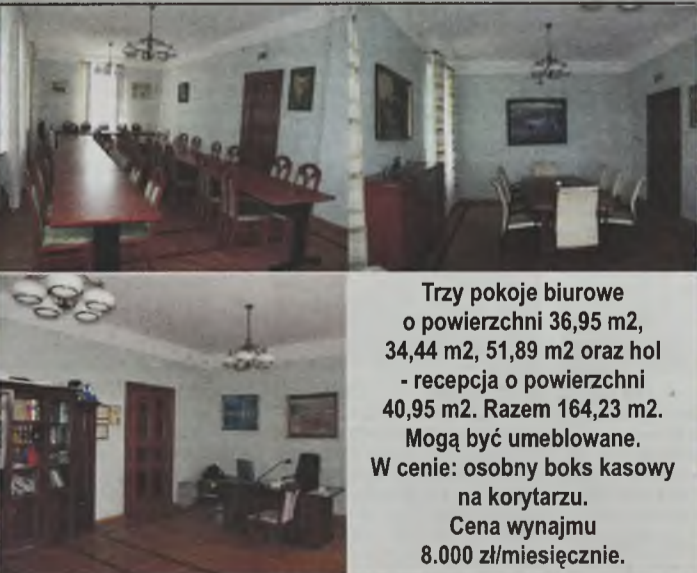 Trzy pokoje biurowe
o powierzchni 36,95 m2,
34,44 m2, 51,89 m2 oraz hol
- recepcja o powierzchni
40,95 m2. Razem 164,23 m2.
Mogą być umeblowane.
W cenie: osobny boks kasowy
na korytarzu.
Cena wynajmu
8.000 zł/miesięcznie.